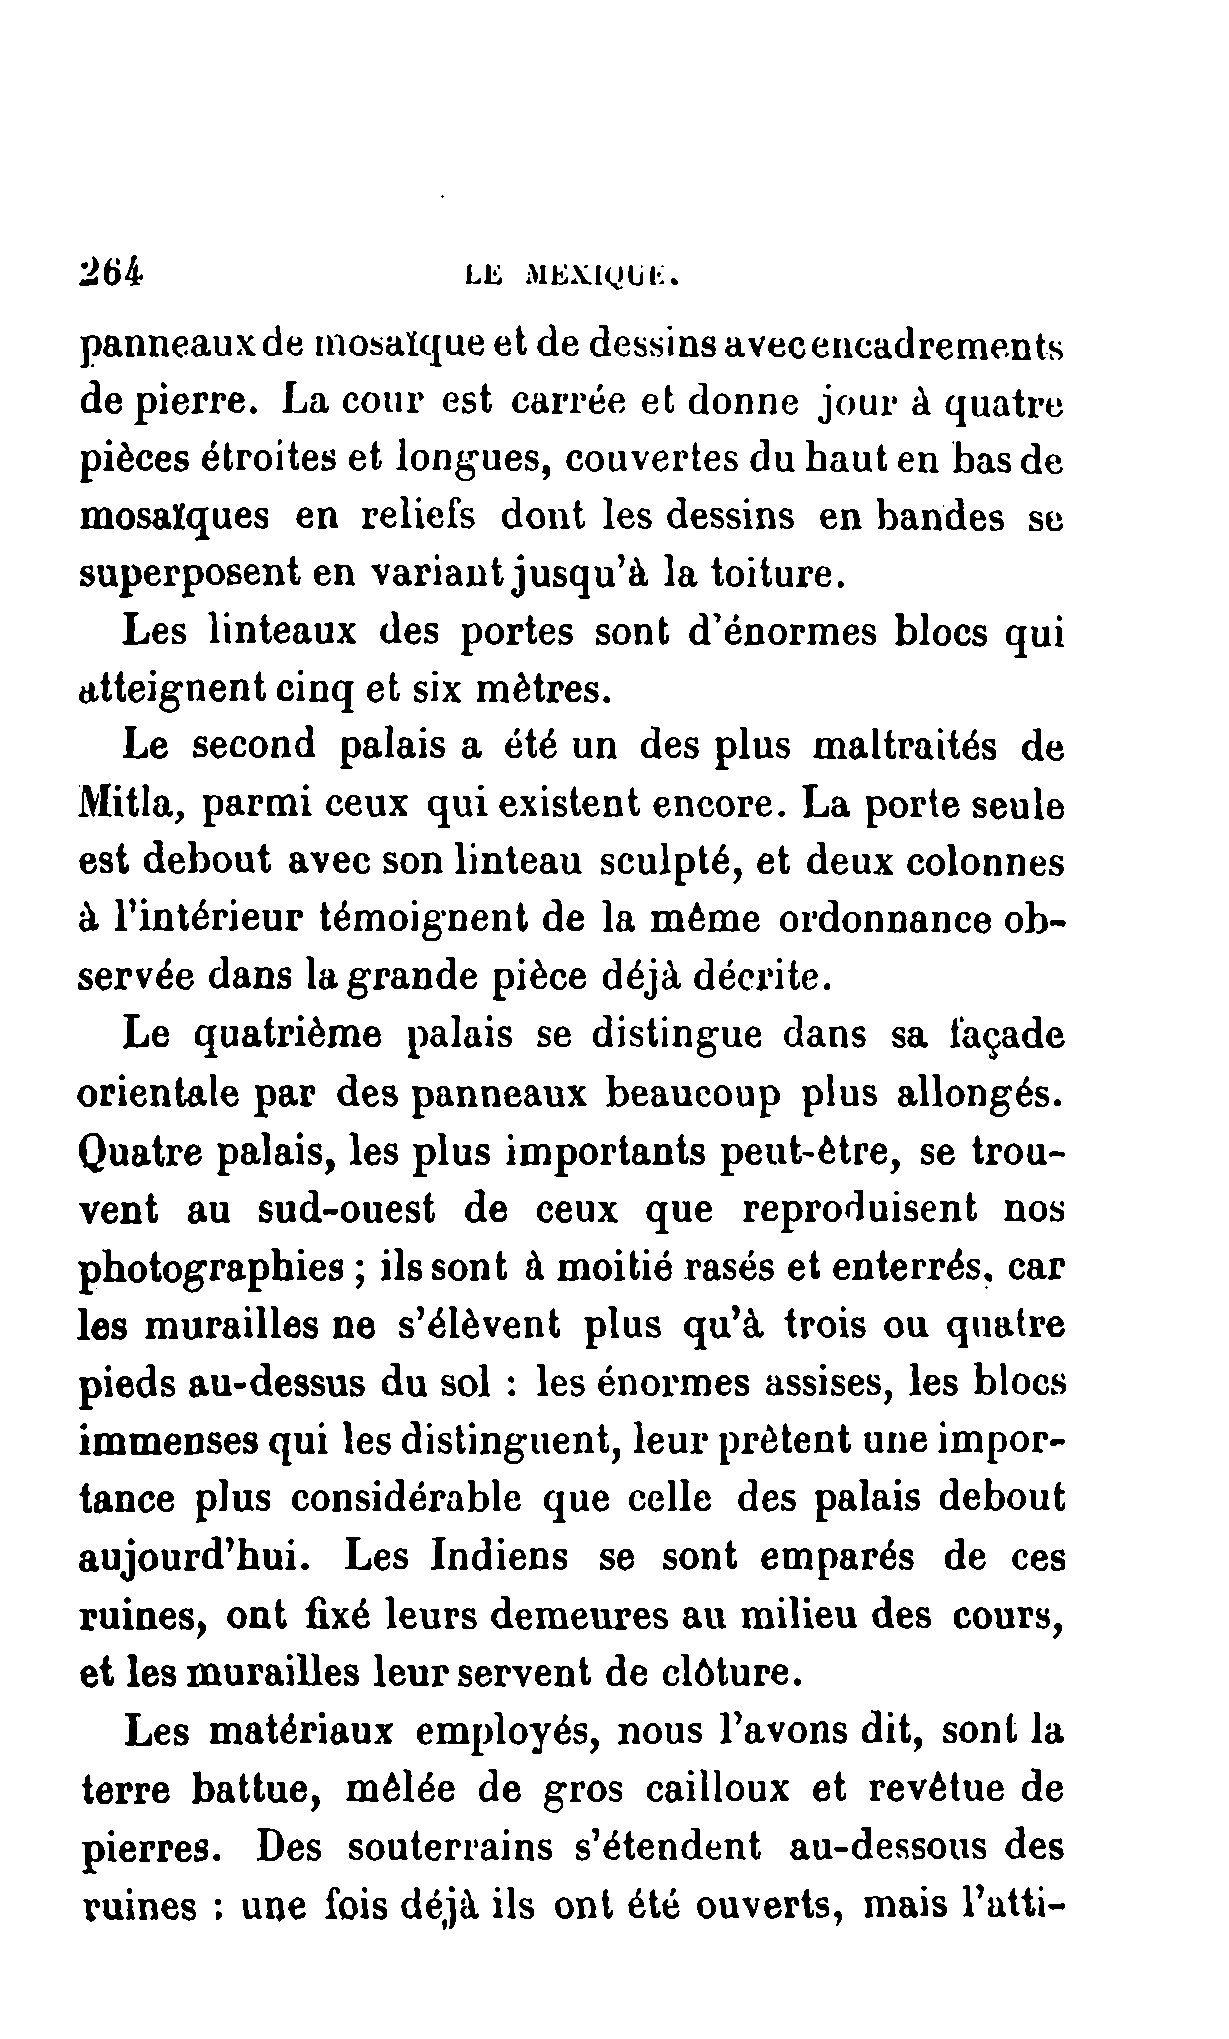 264 LE MEXIQUE.
panneaux de mosaïque et de dessins avec encadrements
de pierre. La cour est carrée et donne jour à quatre
pièces étroites et longues, couvertes du haut en bas de
mosaïques en reliefs dont les dessins en bandes se
superposent en variant jusqu'à la toiture.
Les linteaux des portes sont d'énormes blocs qui
atteignent cinq et six mètres.
Le second palais a été un des plus maltraités de
Mitla, parmi ceux qui existent encore. La porte seule
est debout avec son linteau sculpté, et deux colonnes
à l'intérieur témoignent de la même ordonnance ob-
servée dans la grande pièce déjà décrite.
Le quatrième palais se distingue dans sa façade
orientale par des panneaux beaucoup plus allongés.
Quatre palais, les plus importants peut-être, se trou-
vent au sud-ouest de ceux que reproduisent nos
photographies ; ils sont à moitié rasés et enterrés, car
les murailles ne s'élèvent plus qu'à trois ou quatre
pieds au-dessus du sol : les énormes assises, les blocs
immenses qui les distinguent, leur prêtent une impor-
tance plus considérable que celle des palais debout
aujourd'hui. Les Indiens se sont emparés de ces
ruines, ont fixé leurs demeures au milieu des cours,
et les murailles leur servent de clôture.
Les matériaux employés, nous l'avons dit, sont la
terre battue, mêlée de gros cailloux et revêtue de
pierres. Des souterrains s'étendent au-dessous des
ruines : une fois déjà ils ont été ouverts, mais l'atti-